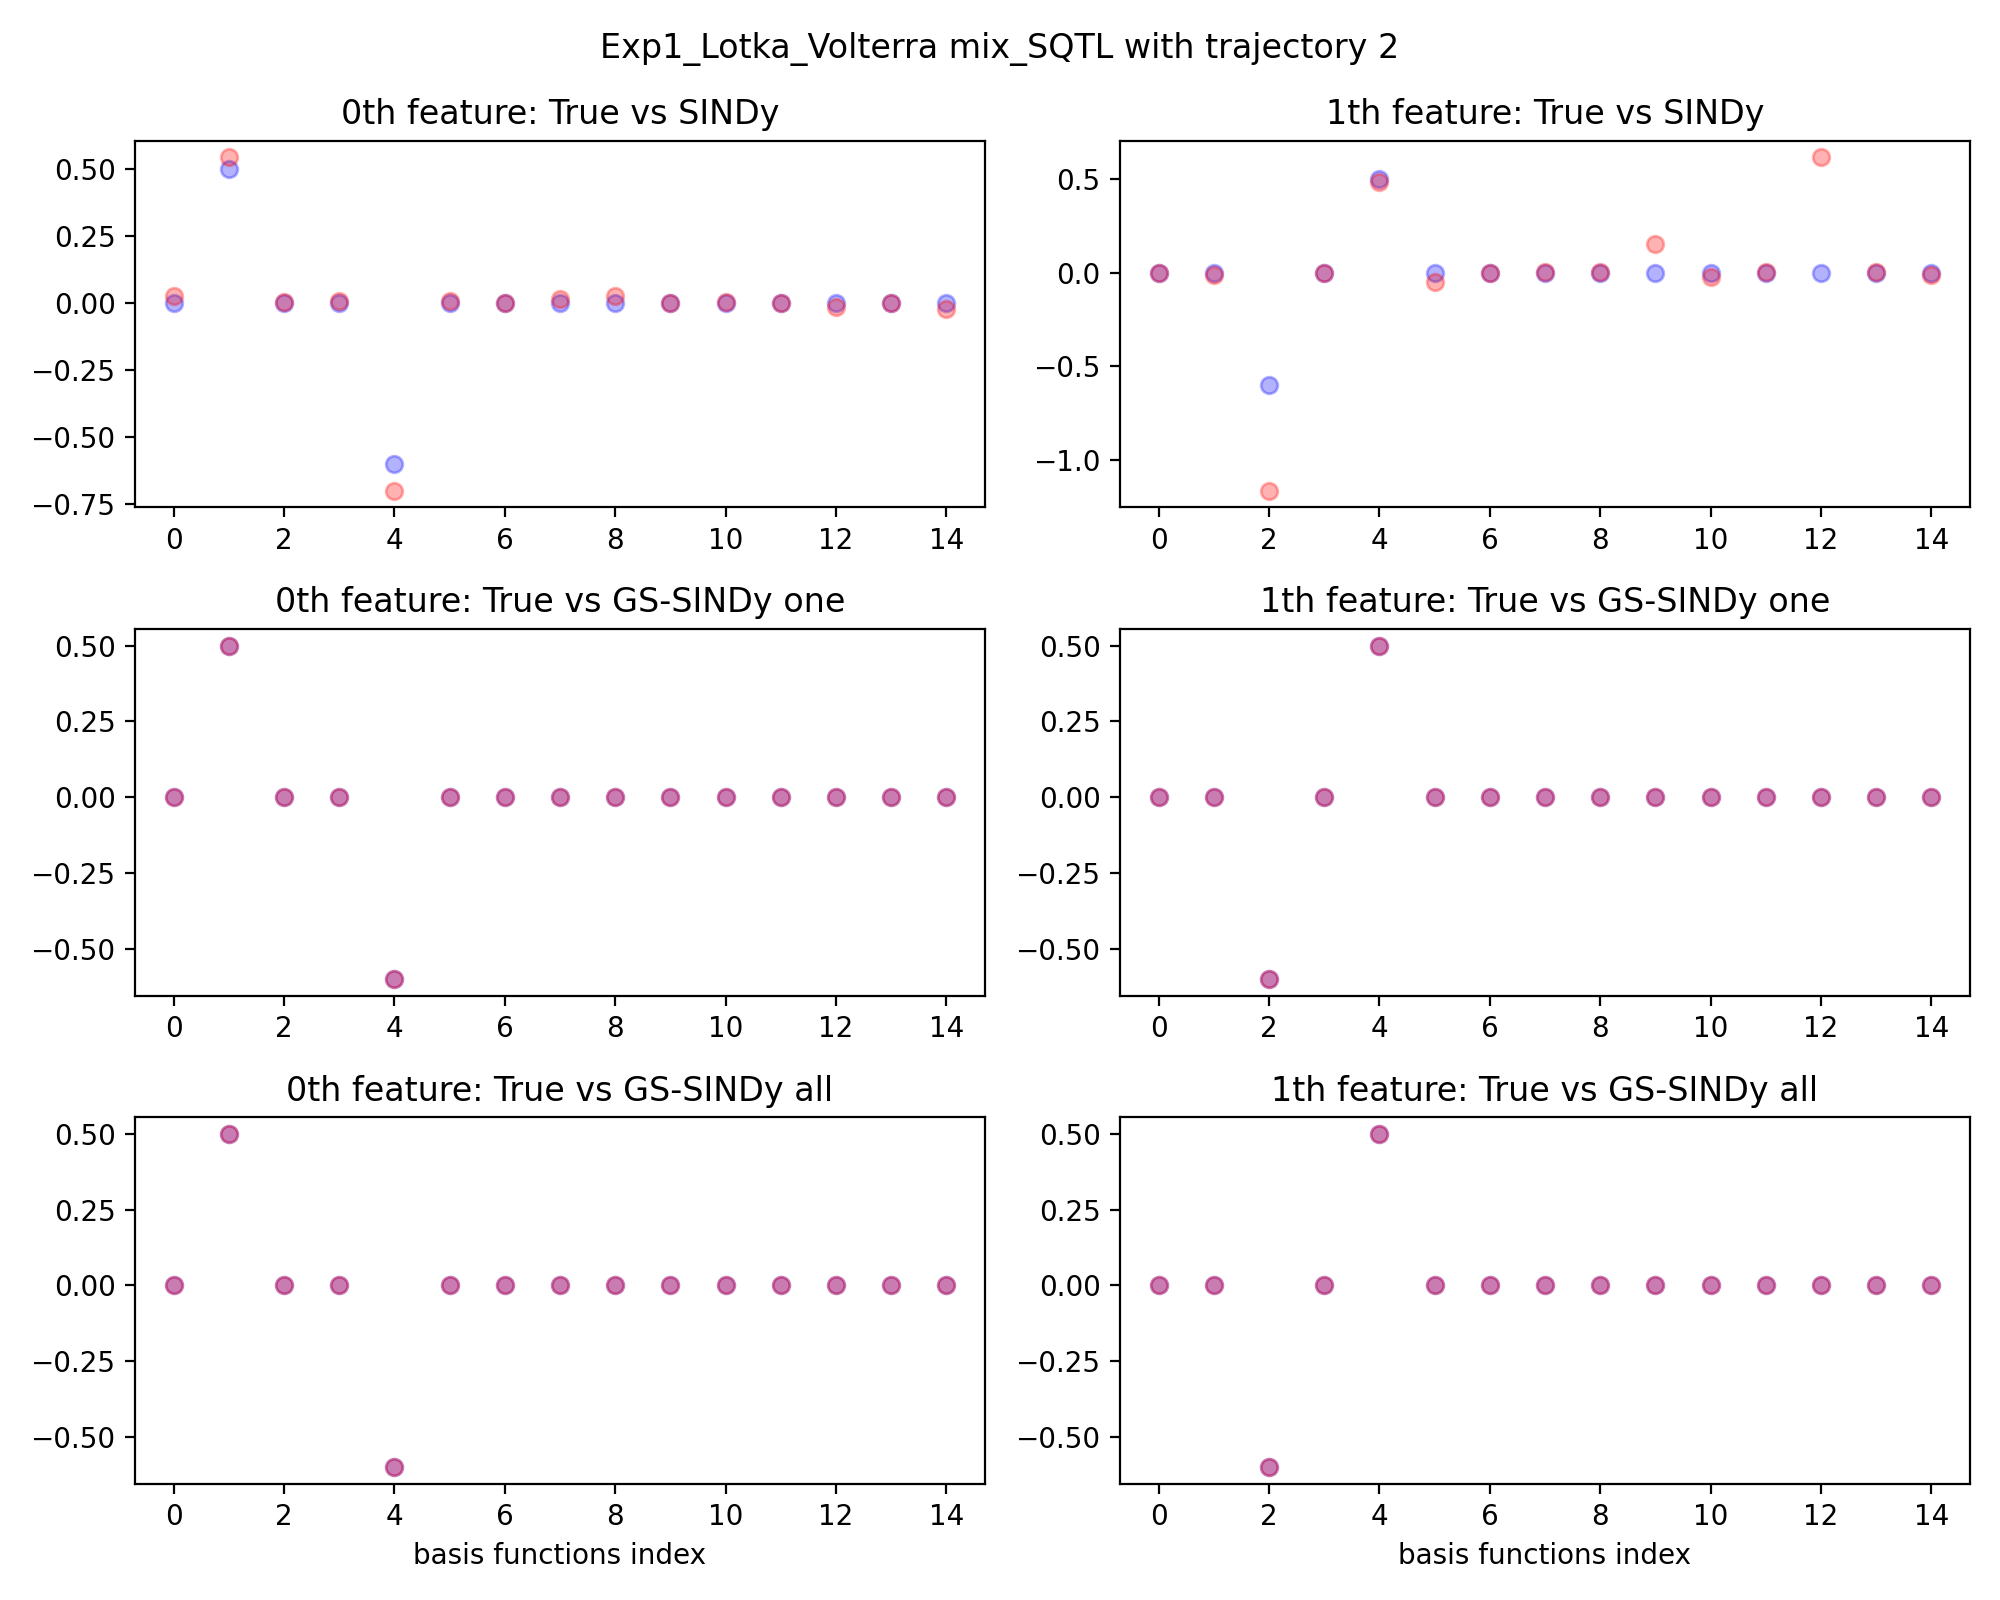 Exp1_Lotka_Volterra mix_SQTL with trajectory 2
0th feature: True vs SINDy
0.50
0.25
0.00
−0.25
−0.50
−0.75
0 2 4 6 8 10 12 14
1th feature: True vs SINDy
0.5
0.0
−0.5
−1.0
0 2 4 6 8 10 12 14
0th feature: True vs GS-SINDy one
0.50
0.25
0.00
−0.25
−0.50
0 2 4 6 8 10 12 14
1th feature: True vs GS-SINDy one
0.50
0.25
0.00
−0.25
−0.50
0 2 4 6 8 10 12 14
0th feature: True vs GS-SINDy all
0.50
0.25
0.00
−0.25
−0.50
0 2 4 6 8 10 12 14
basis functions index
1th feature: True vs GS-SINDy all
0.50
0.25
0.00
−0.25
−0.50
0 2 4 6 8 10 12 14
basis functions index